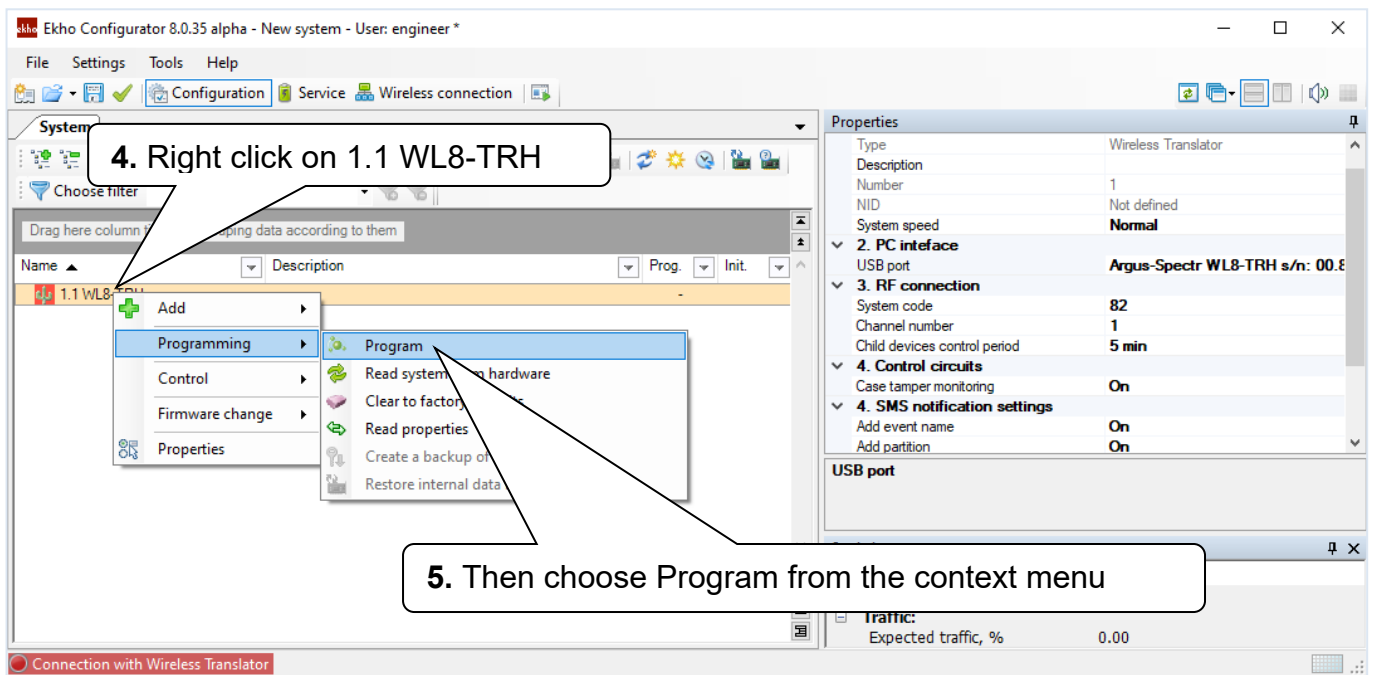 ekho Ekho Configurator 8.0.35 alpha - New system - User: engineer *
File Settings Tools Help
Configuration Service Wireless connection
System
4. Right click on 1.1 WL8-TRH
Choose filter
Drag here column ping data according to them
Name Description Prog. Init.
1.1 WL8-TRH -
Add
Programming
Control
Firmware change
Properties
Program
Read system hardware
Clear to factory
Read properties
Create a backup of
Restore internal data
5. Then choose Program from the context menu
Connection with Wireless Translator
Properties
Type Wireless Translator
Description
Number 1
NID Not defined
System speed Normal
2. PC inteface
USB port Argus-Spectr WL8-TRH s/n: 00.8
3. RF connection
System code 82
Channel number 1
Child devices control period 5 min
4. Control circuits
Case tamper monitoring On
4. SMS notification settings
Add event name On
Add partition On
USB port
Traffic:
Expected traffic, % 0.00